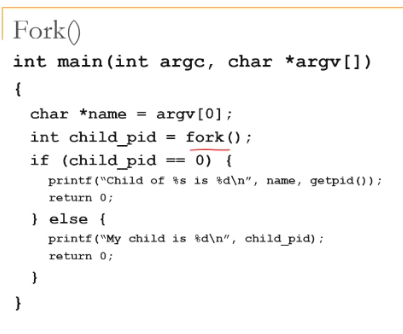 Fork()
int main(int argc, char *argv[])
{
char *name = argv[0];
int child_pid = fork();
if (child_pid == 0) {
printf(“Child of %s is %d\n”, name, getpid());
return 0;
} else {
printf(“My child is %d\n”, child_pid);
return 0;
}
}